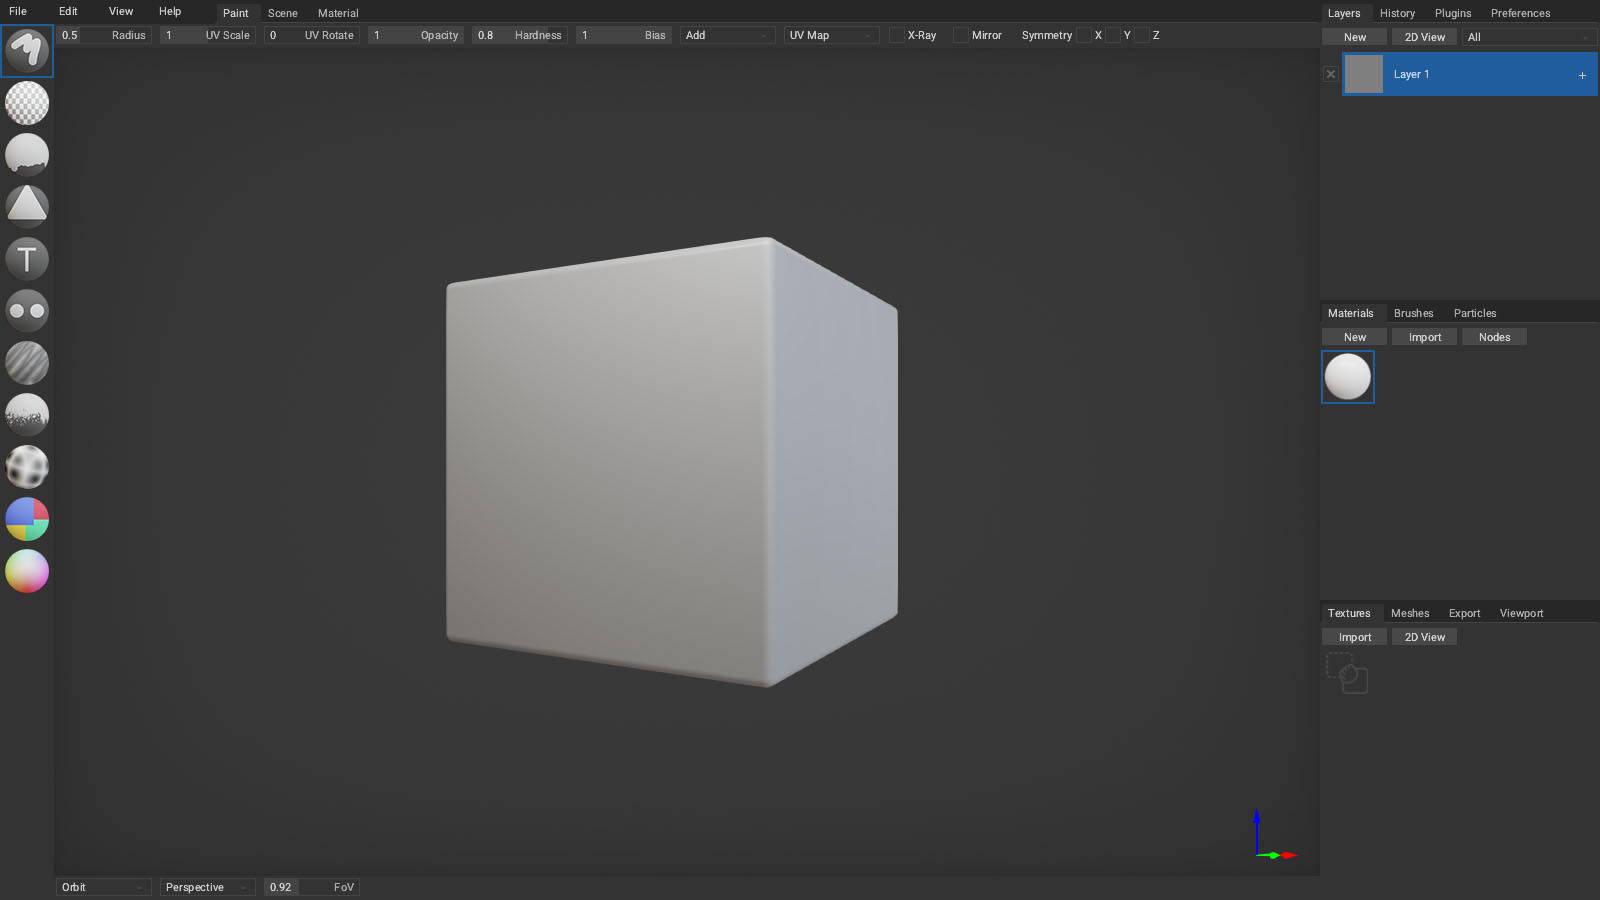 File Edit View Help Paint Scene Material
0.5 Radius 1 UV Scale 0 UV Rotate 1 Opacity 0.8 Hardness 1 Bias Add UV Map X-Ray Mirror Symmetry X Y Z
T
Orbit Perspective 0.92 FoV
Layers History Plugins Preferences
New 2D View All
Layer 1 +
Materials Brushes Particles
New Import Nodes
Textures Meshes Export Viewport
Import 2D View